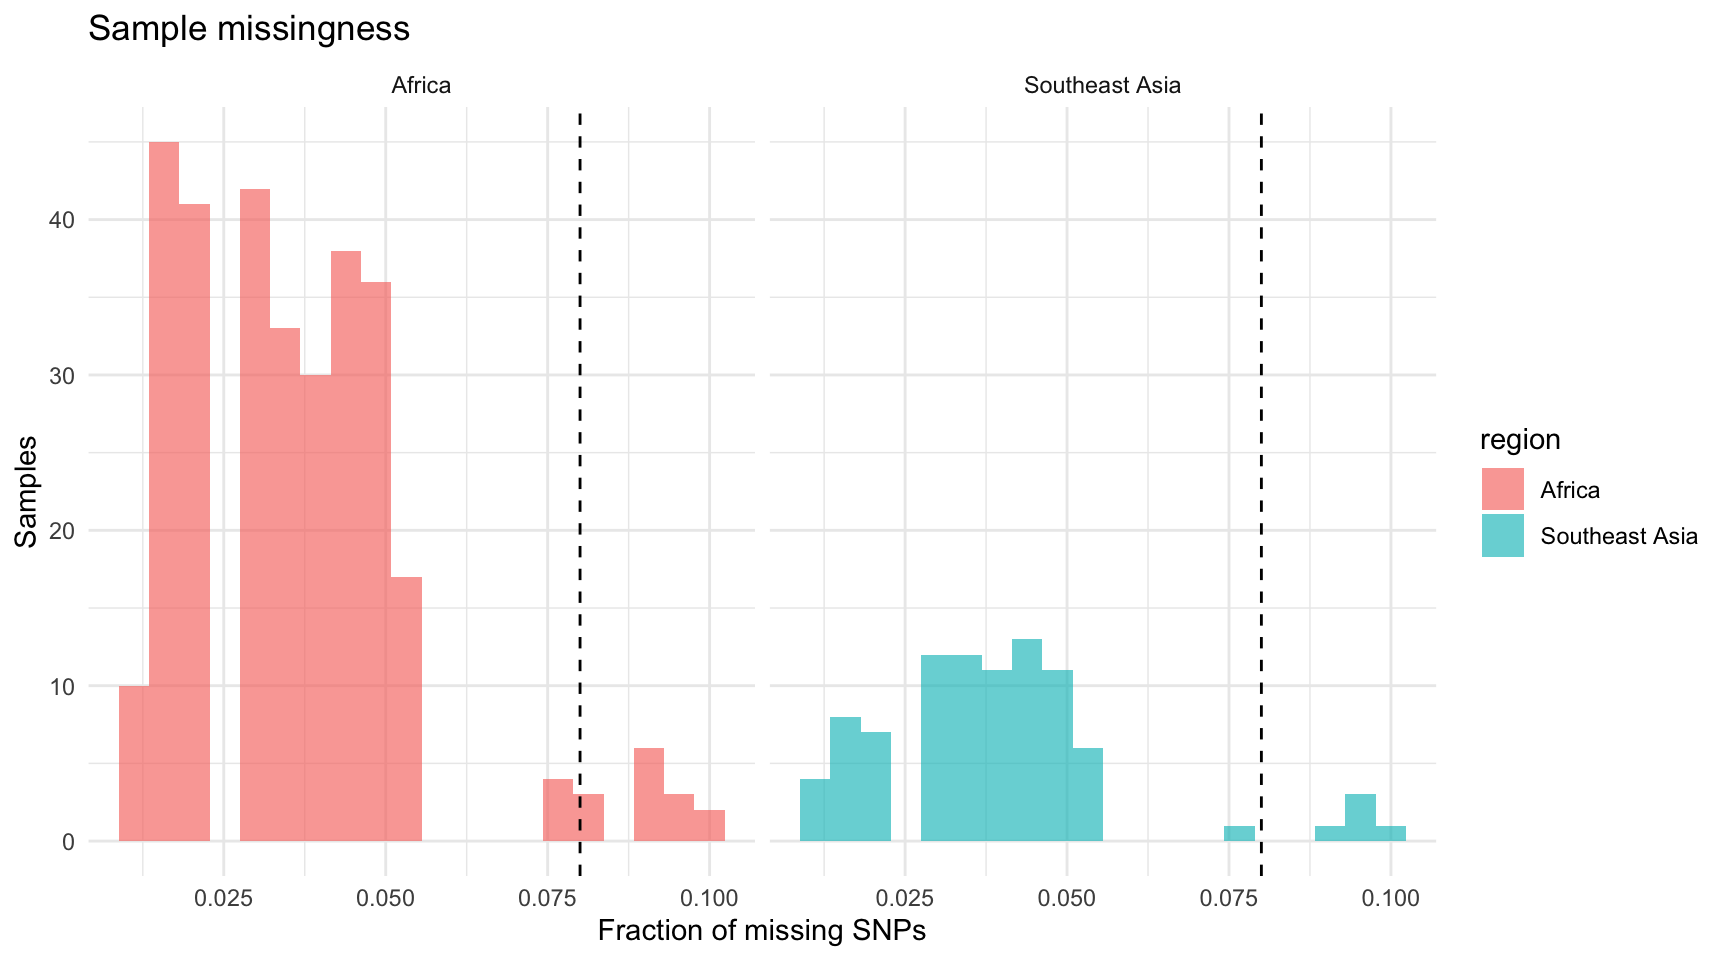 Sample missingness
Africa
Southeast Asia
Samples
40
30
20
10
0
0.025 0.050 0.075 0.100
0.025 0.050 0.075 0.100
Fraction of missing SNPs
region
Africa
Southeast Asia